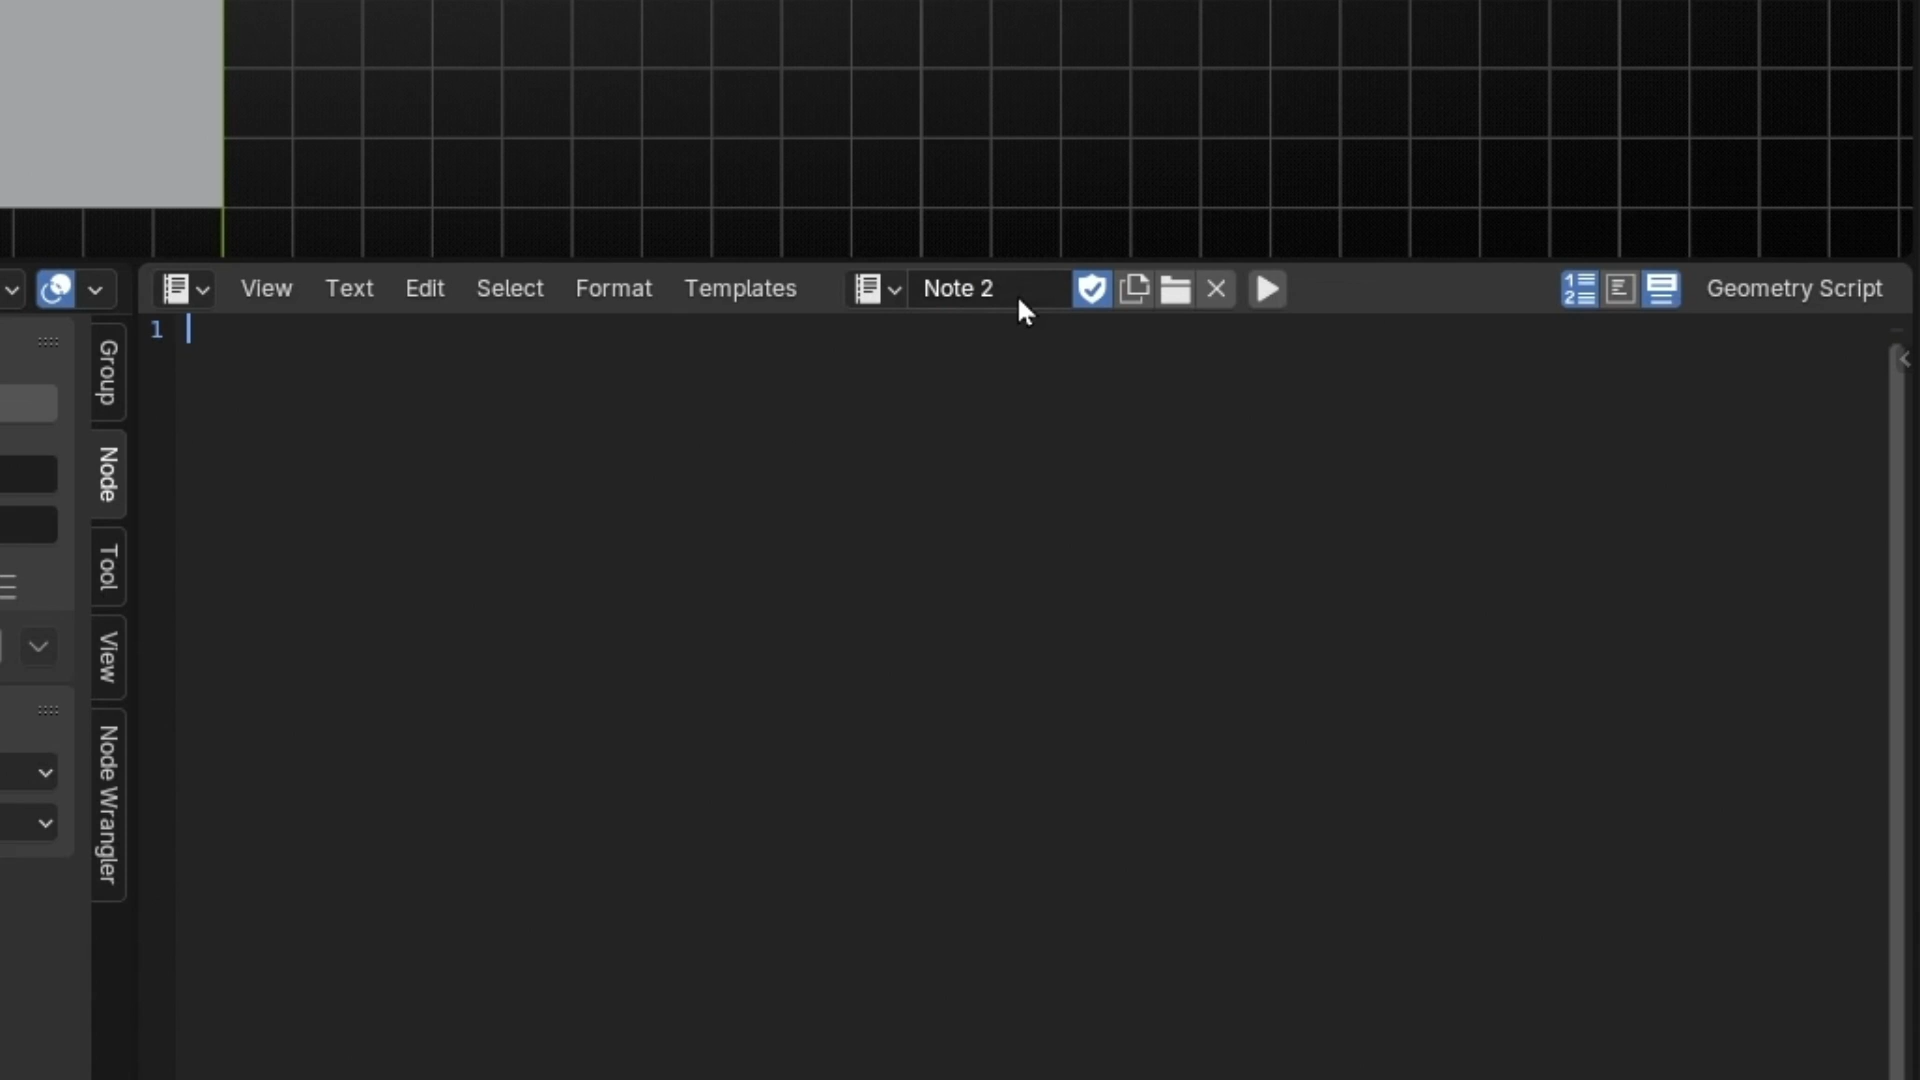 View Text Edit Select Format Templates Note 2 Geometry Script
1
Group
Node
Tool
View
Node Wrangler